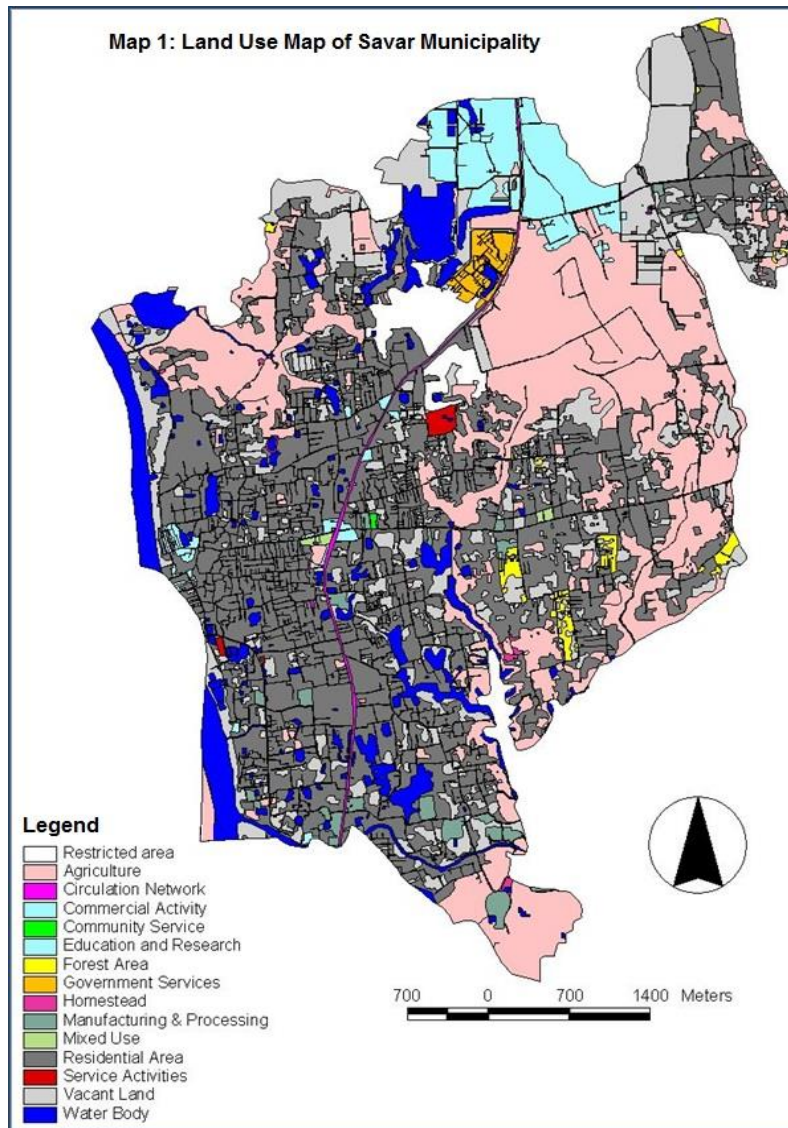 Map 1: Land Use Map of Savar Municipality
Legend
Restricted area
Agriculture
Circulation Network
Commercial Activity
Community Service
Education and Research
Forest Area
Government Services
Homestead
Manufacturing & Processing
Mixed Use
Residential Area
Service Activities
Vacant Land
Water Body
700 0 700 1400 Meters